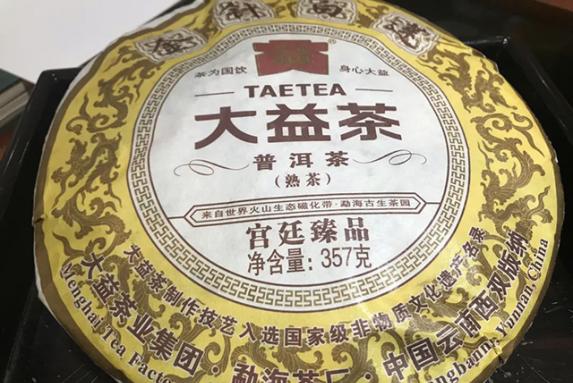 金針
茶为国饮
身心大益
TAETEA
大益茶
普洱茶
（熟茶）
来自世界火山生态磁化带·勐海古生茶园
宫廷臻品
净含量：357克
大益茶制作技艺入选国家级非物质文化遗产名录
大益茶业集团·勐海茶厂·中国云南西双版纳
Menghai Tea Facto
ngbanna, Yunnan China